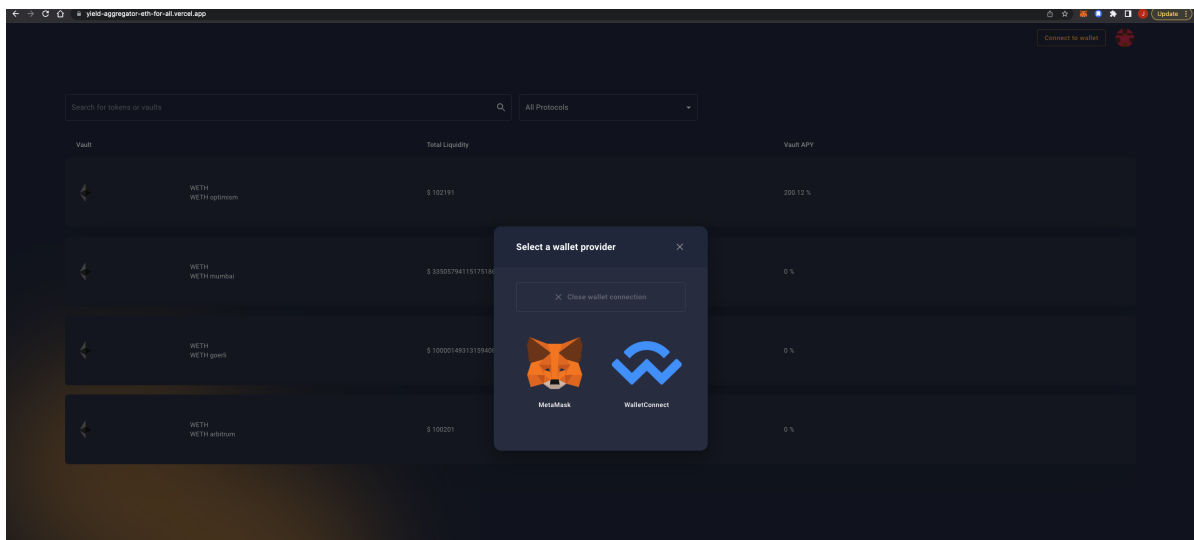 yield-aggregator-eth-for-all.vercel.app
J
Update
Connect to wallet
Search for tokens or vaults
All Protocols
Vault Total Liquidity Vault APY
WETH
WETH optimism
$ 102191
200.12 %
WETH
WETH mumbai
0 %
WETH
WETH goerli
0 %
WETH
WETH arbitrum
$ 100201
0 %
Select a wallet provider
Close wallet connection
MetaMask
WalletConnect